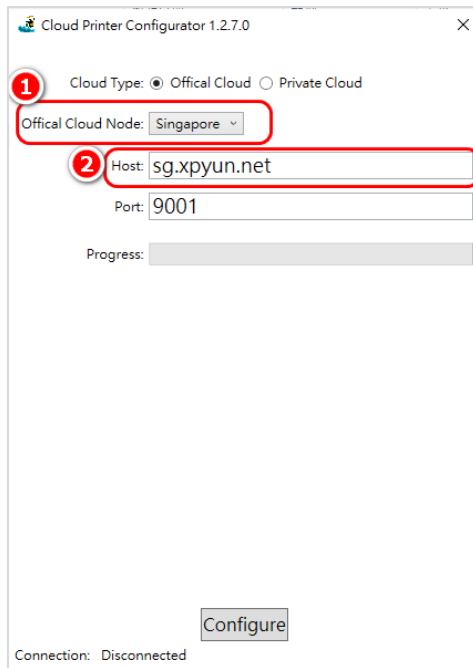 Cloud Printer Configurator 1.2.7.0
1
Cloud Type: Offical Cloud Private Cloud
Offical Cloud Node: Singapore
2 Host: sg.xpyun.net
Port: 9001
Progress:
Configure
Connection: Disconnected